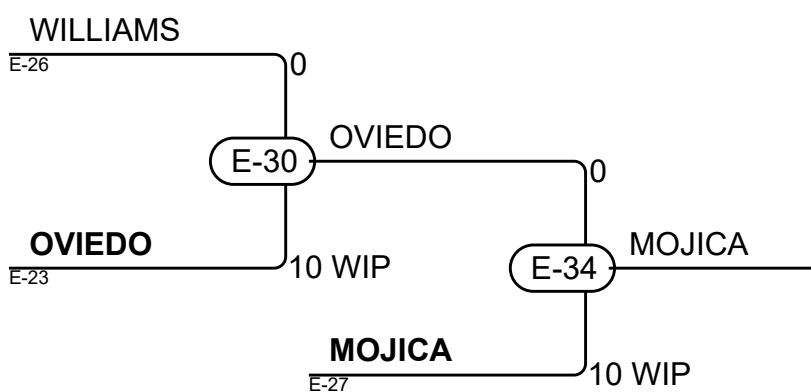 WILLIAMS
E-26
0
E-30
OVIEDO
0
OVIEDO
E-23
10 WIP
E-34
MOJICA
MOJICA
E-27
10 WIP